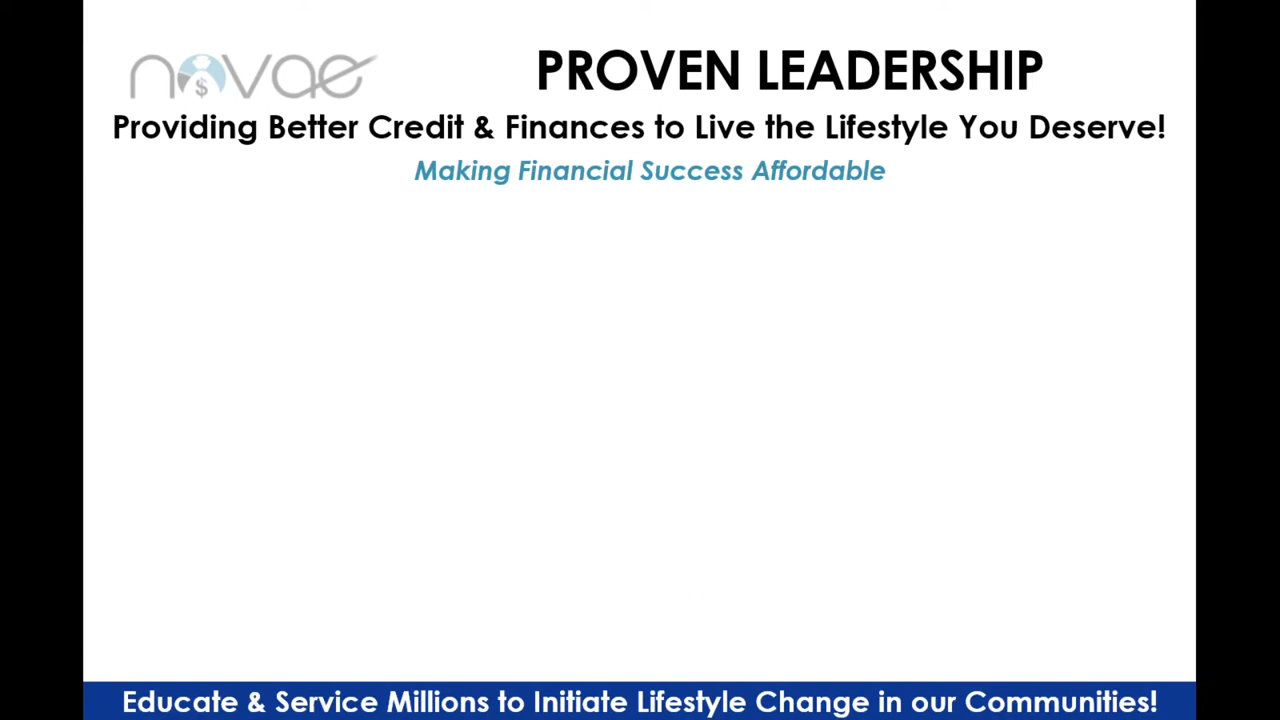 novae
PROVEN LEADERSHIP
Providing Better Credit & Finances to Live the Lifestyle You Deserve!
Making Financial Success Affordable
Educate & Service Millions to Initiate Lifestyle Change in our Communities!